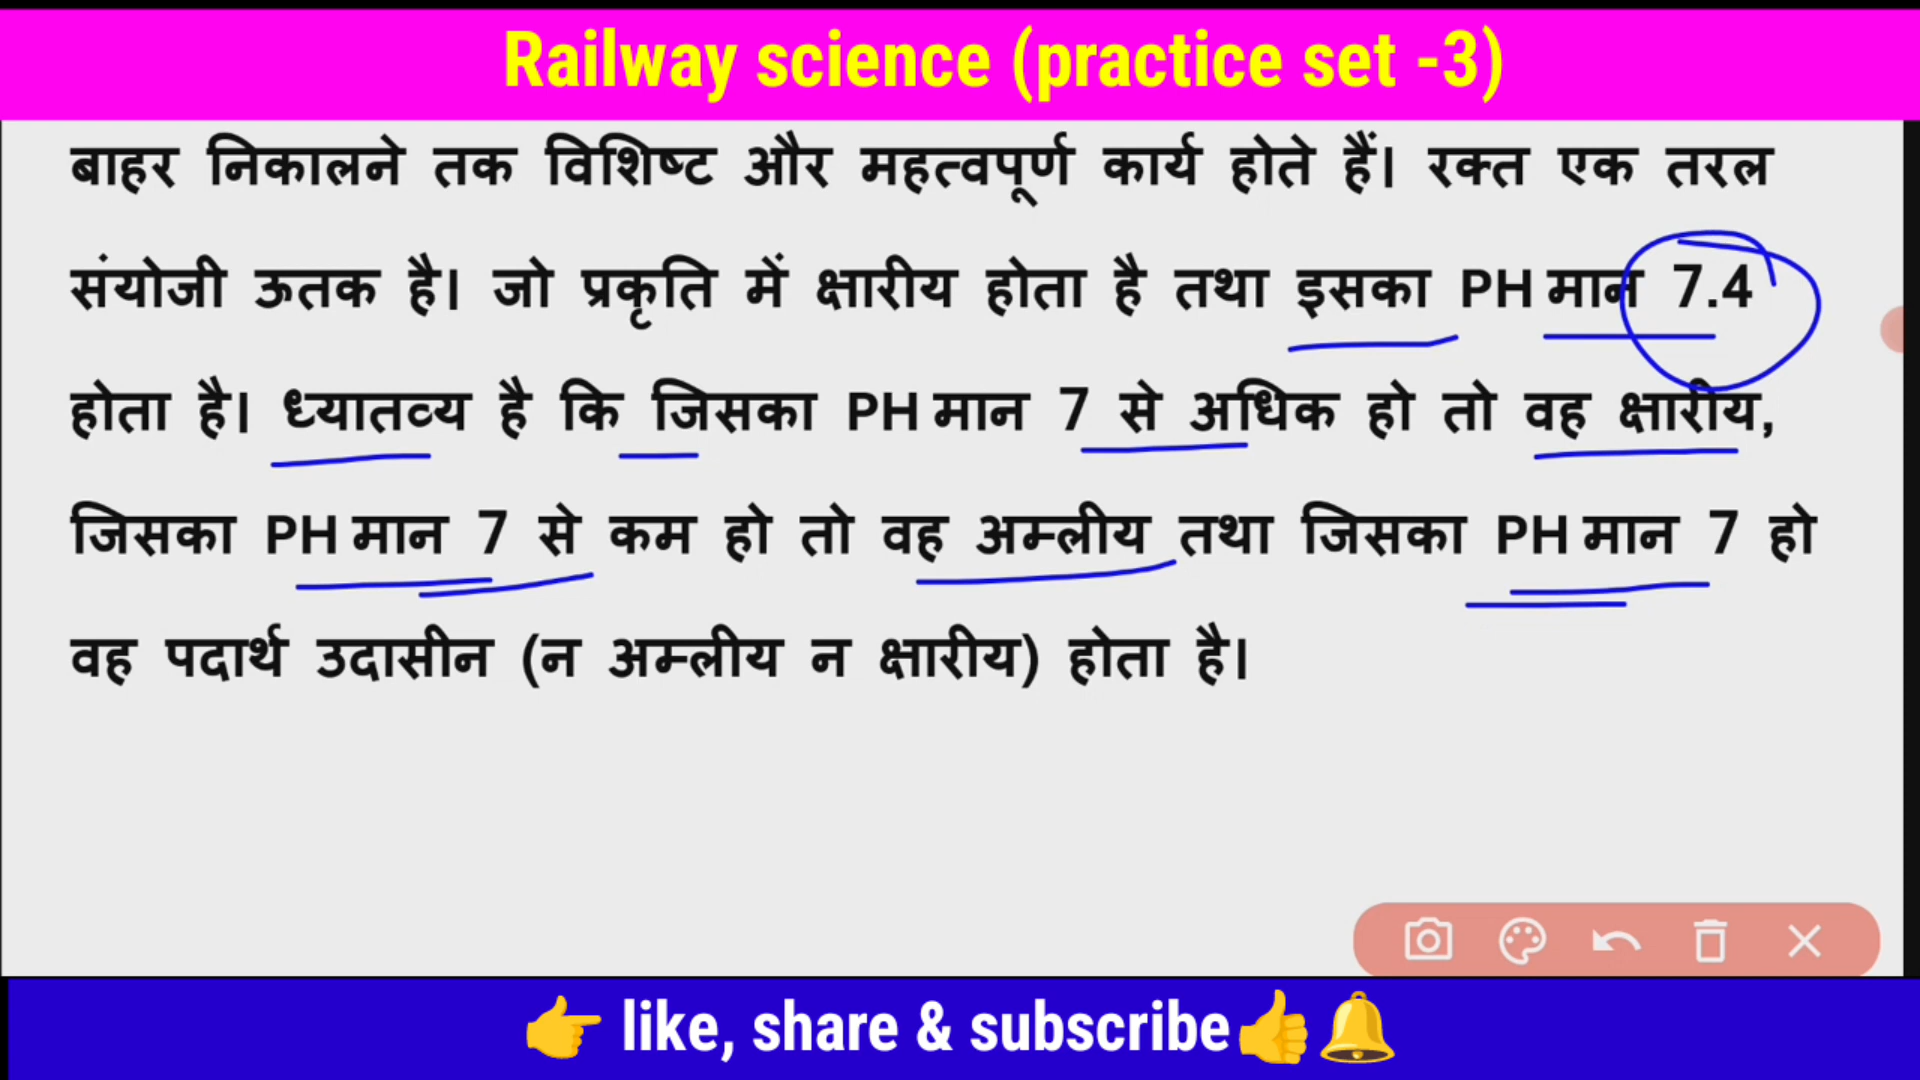 Railway science (practice set -3)
बाहर निकालने तक विशिष्ट और महत्वपूर्ण कार्य होते हैं। रक्त एक तरल
संयोजी ऊतक है। जो प्रकृति में क्षारीय होता है तथा इसका PH मान 7.4
होता है। ध्यातव्य है कि जिसका PH मान 7 से अधिक हो तो वह क्षारीय,
जिसका PH मान 7 से कम हो तो वह अम्लीय तथा जिसका PH मान 7 हो
वह पदार्थ उदासीन (न अम्लीय न क्षारीय) होता है।
👉 like, share & subscribe👍🔔